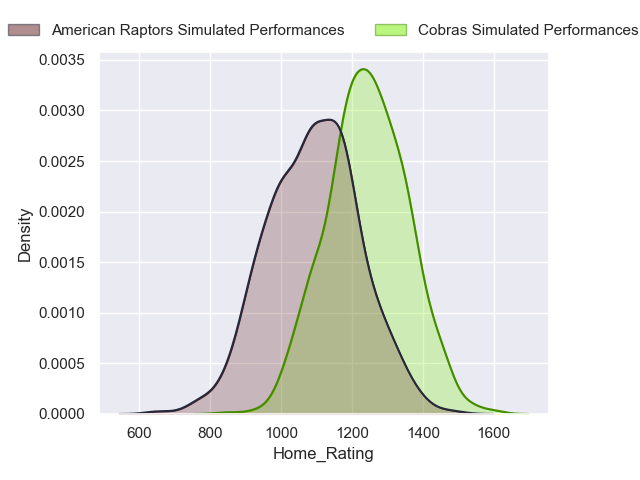 American Raptors Simulated Performances
Cobras Simulated Performances
0.0035
0.0030
0.0025
0.0020
0.0015
0.0010
0.0005
0.0000
Density
600 800 1000 1200 1400 1600
Home_Rating